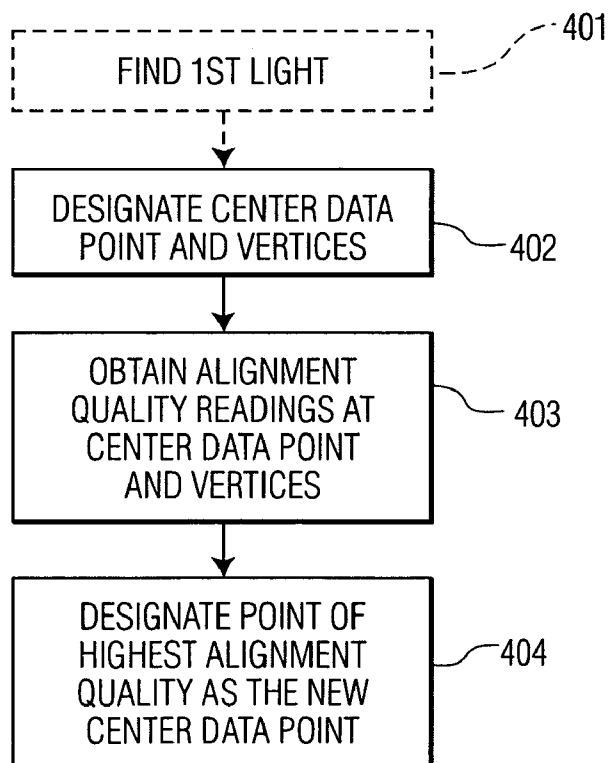 401
FIND 1ST LIGHT
DESIGNATE CENTER DATA
POINT AND VERTICES
402
OBTAIN ALIGNMENT
QUALITY READINGS AT
CENTER DATA POINT
AND VERTICES
403
DESIGNATE POINT OF
HIGHEST ALIGNMENT
QUALITY AS THE NEW
CENTER DATA POINT
404